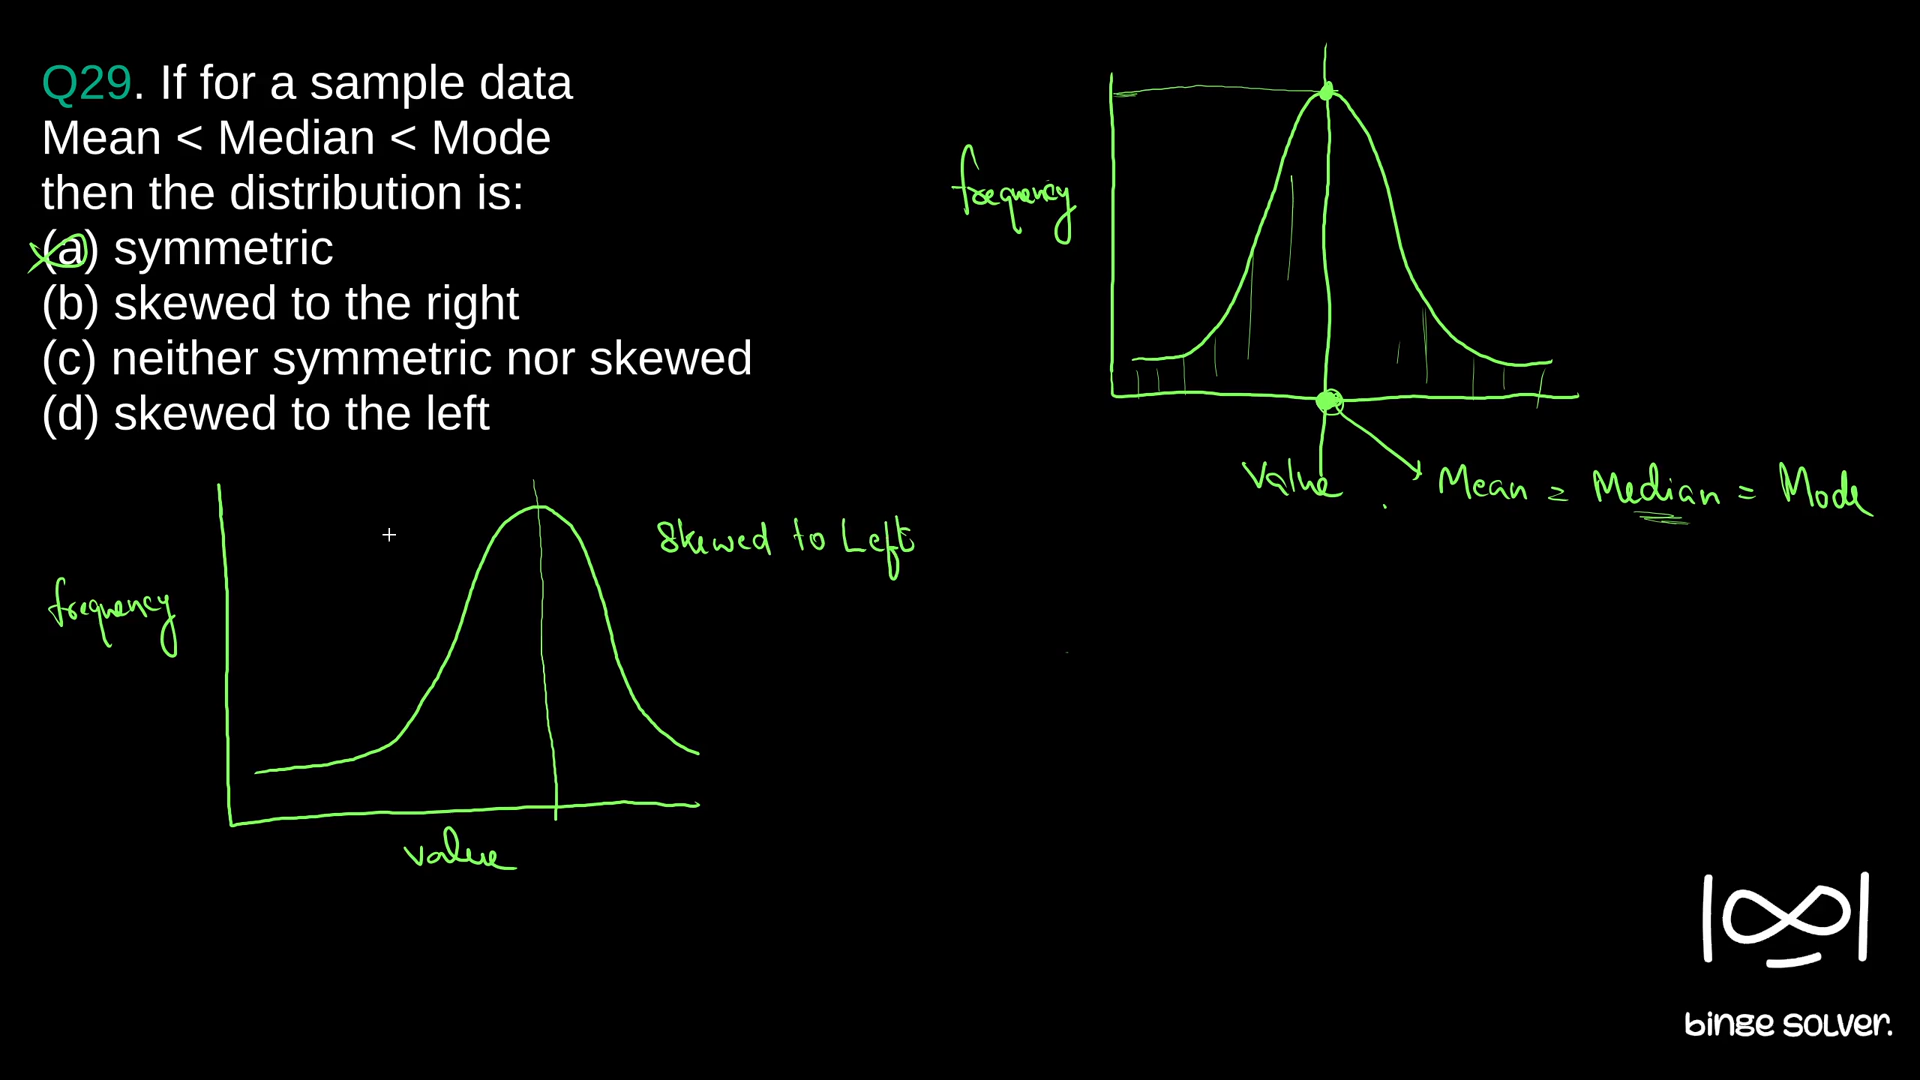 Q29. If for a sample data
Mean < Median < Mode
then the distribution is:
(a) symmetric
(b) skewed to the right
(c) neither symmetric nor skewed
(d) skewed to the left
frequency
Value
Mean = Median = Mode
Skewed to Left
frequency
value
binge solver.